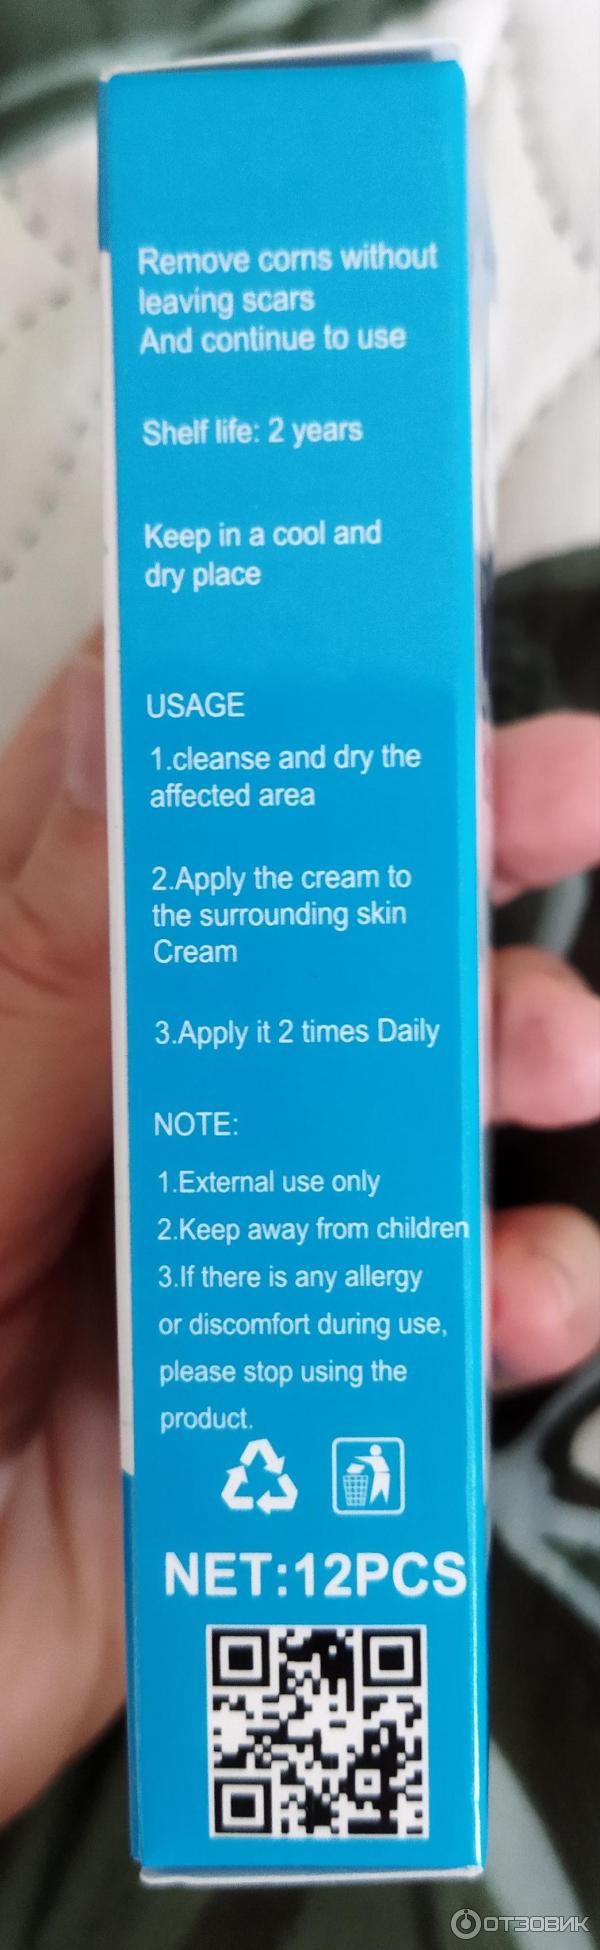 Remove corns without
leaving scars
And continue to use
Shelf life: 2 years
Keep in a cool and
dry place
USAGE
1.cleanse and dry the
affected area
2.Apply the cream to
the surrounding skin
Cream
3.Apply it 2 times Daily
NOTE:
1.External use only
2.Keep away from children
3.If there is any allergy
or discomfort during use,
please stop using the
product.
NET:12PCS
ОТЗОВИК